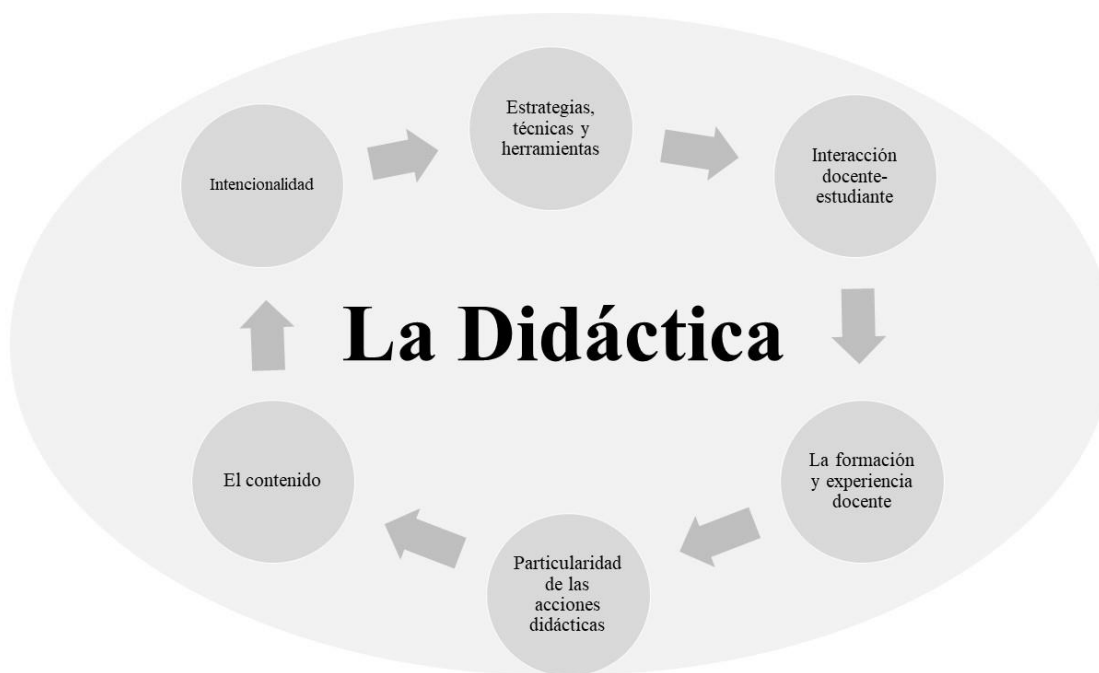 Estrategias,
técnicas y
herramientas
Interacción
docente-
estudiante
Intencionalidad
La Didáctica
La formación
y experiencia
docente
El contenido
Particularidad
de las
acciones
didácticas